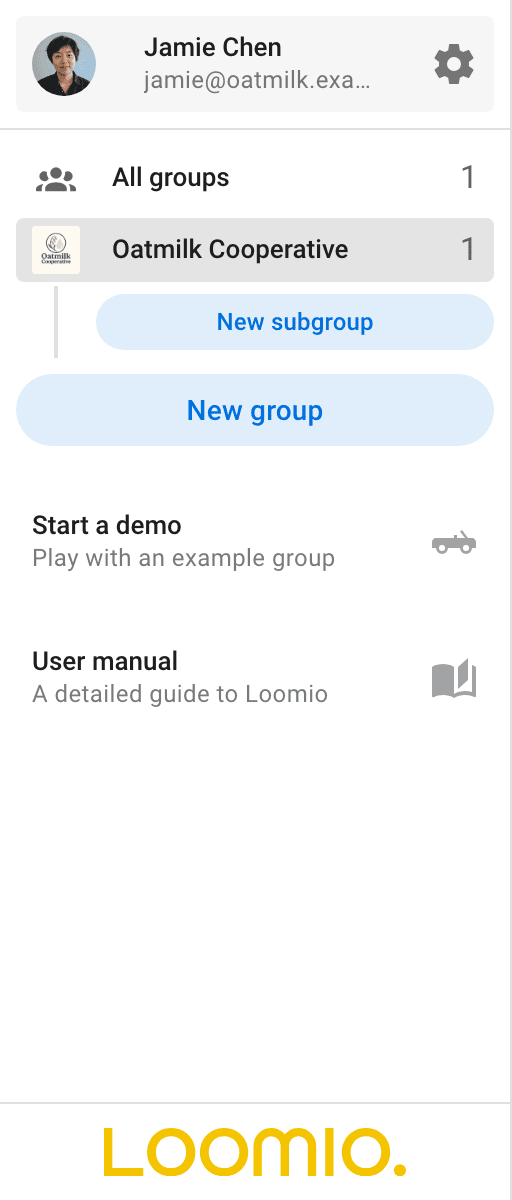 Jamie Chen
jamie@oatmilk.exa...
All groups 1
Oatmilk Cooperative
Oatmilk Cooperative 1
New subgroup
New group
Start a demo
Play with an example group
User manual
A detailed guide to Loomio
LOOMIO.